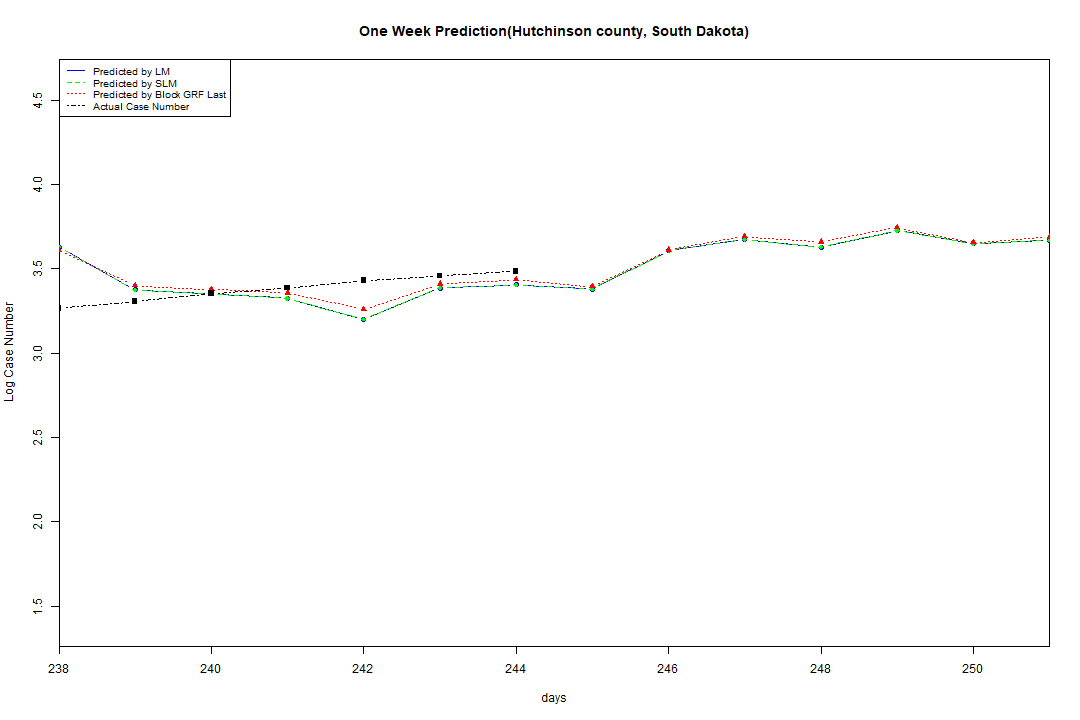 One Week Prediction(Hutchinson county, South Dakota)
Predicted by LM
Predicted by SLM
Predicted by Block GRF Last
Actual Case Number
4.5
4.0
3.5
3.0
2.5
2.0
1.5
Log Case Number
238 240 242 244 246 248 250
days